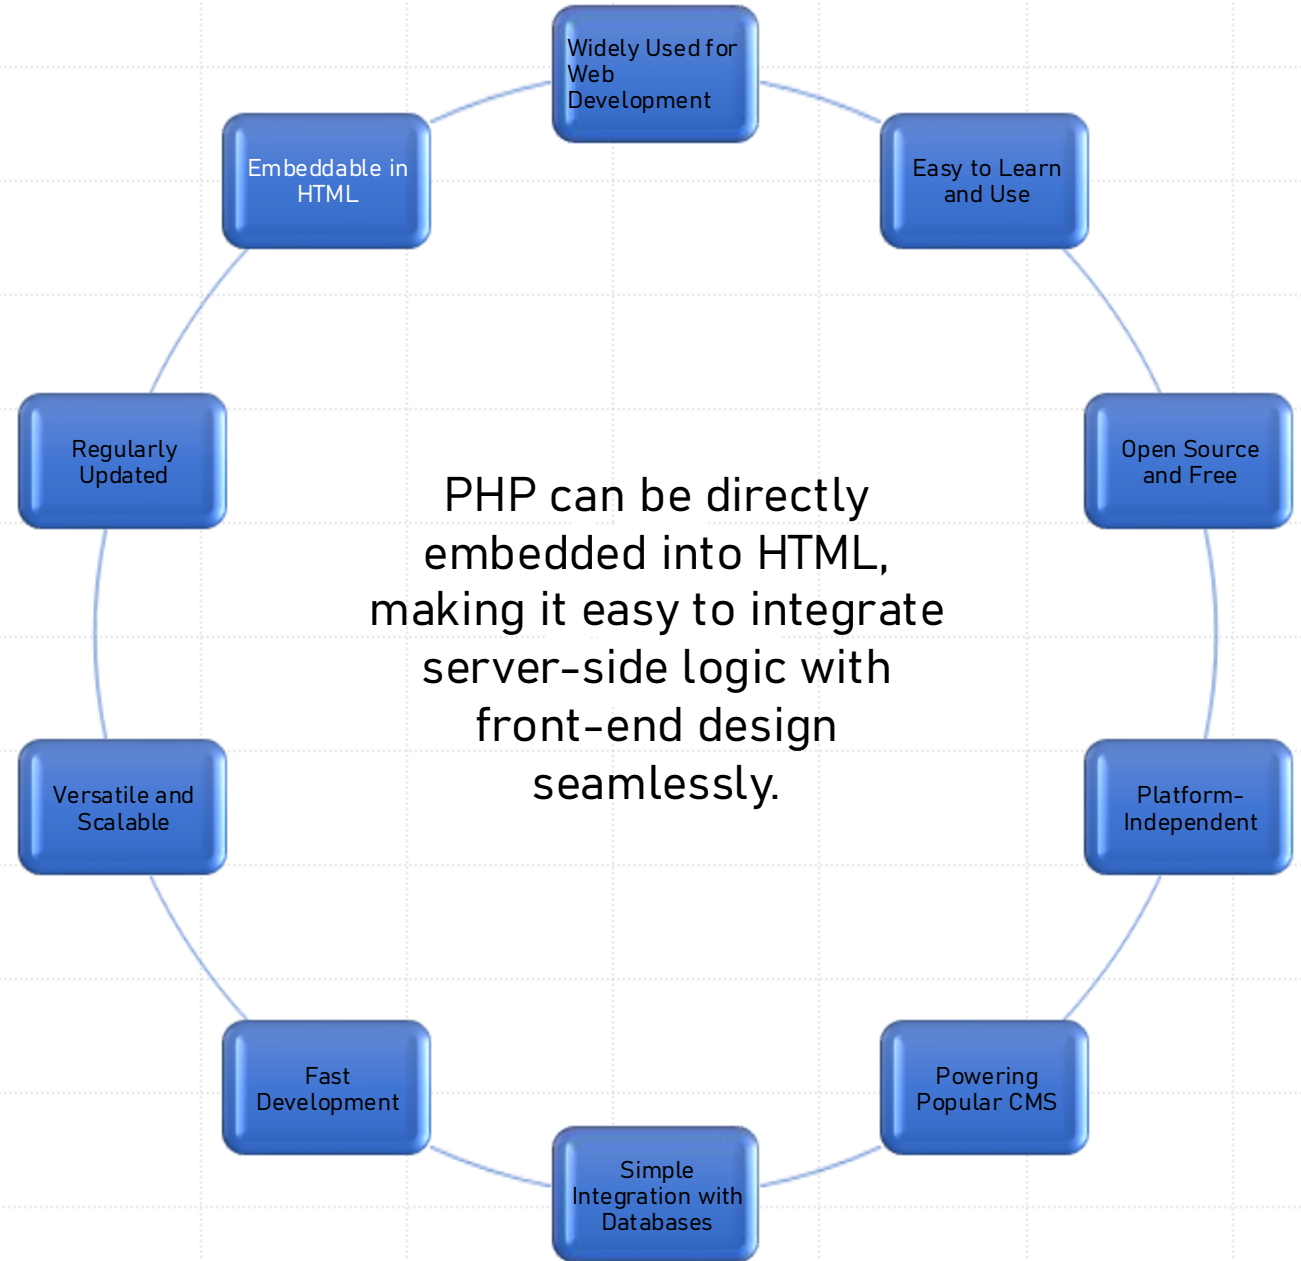 Widely Used for
Web
Development
Easy to Learn
and Use
Open Source
and Free
Platform-
Independent
Powering
Popular CMS
Simple
Integration with
Databases
Fast
Development
Versatile and
Scalable
Regularly
Updated
Embeddable in
HTML
PHP can be directly
embedded into HTML,
making it easy to integrate
server-side logic with
front-end design
seamlessly.